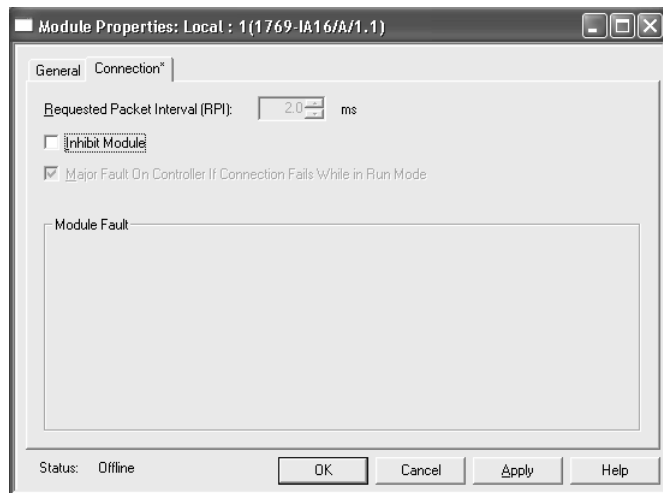 Module Properties: Local : 1(1769-IA16/A/1.1)
General Connection*
Requested Packet Interval (RPI): 2.0 ms
Inhibit Module
Major Fault On Controller If Connection Fails While in Run Mode
Module Fault
Status: Offline OK Cancel Apply Help